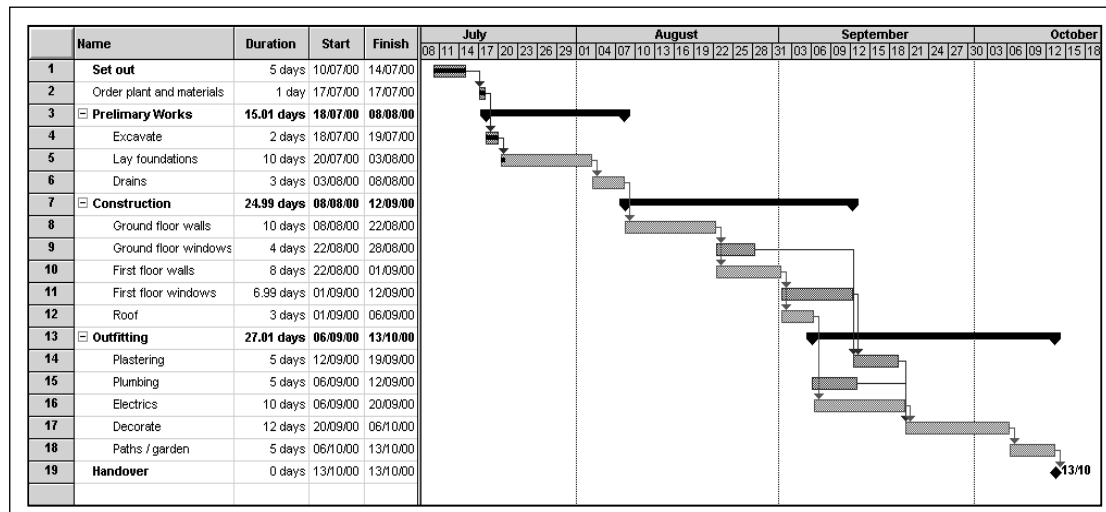 July August September October
Name Duration Start Finish 08 11 14 17 20 23 26 29 01 04 07 10 13 16 19 22 25 28 31 03 06 09 12 15 18 21 24 27 30 03 06 09 12 15 18
1 Set out 5 days 10/07/00 14/07/00
2 Order plant and materials 1 day 17/07/00 17/07/00
3 Prelimary Works 15.01 days 18/07/00 08/08/00
4 Excavate 2 days 18/07/00 19/07/00
5 Lay foundations 10 days 20/07/00 03/08/00
6 Drains 3 days 03/08/00 08/08/00
7 Construction 24.99 days 08/08/00 12/09/00
8 Ground floor walls 10 days 08/08/00 22/08/00
9 Ground floor windows 4 days 22/08/00 28/08/00
10 First floor walls 8 days 22/08/00 01/09/00
11 First floor windows 6.99 days 01/09/00 12/09/00
12 Roof 3 days 01/09/00 06/09/00
13 Outfitting 27.01 days 06/09/00 13/10/00
14 Plastering 5 days 12/09/00 19/09/00
15 Plumbing 5 days 06/09/00 12/09/00
16 Electrics 10 days 06/09/00 20/09/00
17 Decorate 12 days 20/09/00 06/10/00
18 Paths / garden 5 days 06/10/00 13/10/00
19 Handover 0 days 13/10/00 13/10/00 13/10